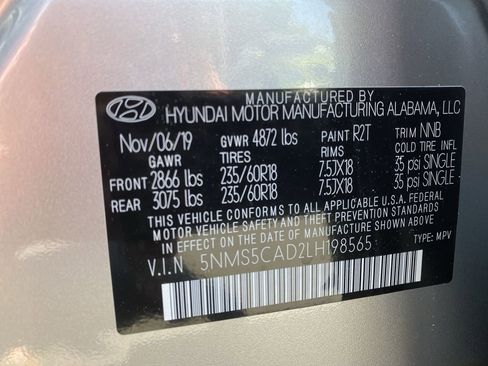 MANUFACTURED BY
HYUNDAI MOTOR MANUFACTURING ALABAMA, LLC
Nov/06/19 GVWR 4872 lbs PAINT R2T TRIM NNB
GAWR TIRES RIMS COLD TIRE INFL
FRONT 2866 lbs 235/60R18 7.5JX18 35 psi SINGLE
REAR 3075 lbs 235/60R18 7.5JX18 35 psi SINGLE
THIS VEHICLE CONFORMS TO ALL APPLICABLE U.S.A. FEDERAL
MOTOR VEHICLE SAFETY, BUMPER, AND THEFT PREVENTION
STANDARDS IN EFFECT ON THE DATE OF MANUFACTURE SHOWN ABOVE.
V.I.N 5NMS5CAD2LH198565 TYPE: MPV